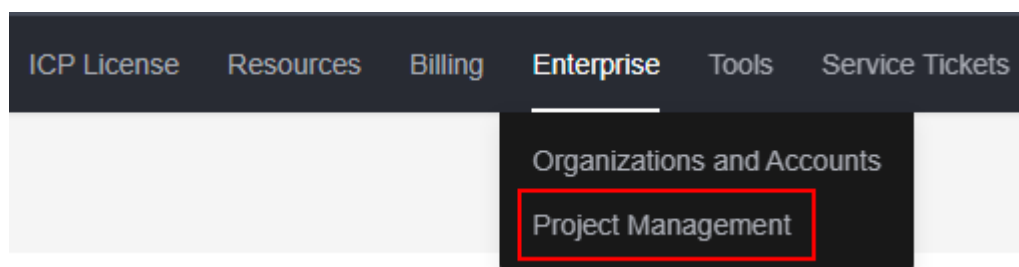 ICP License Resources Billing Enterprise Tools Service Tickets
Organizations and Accounts
Project Management